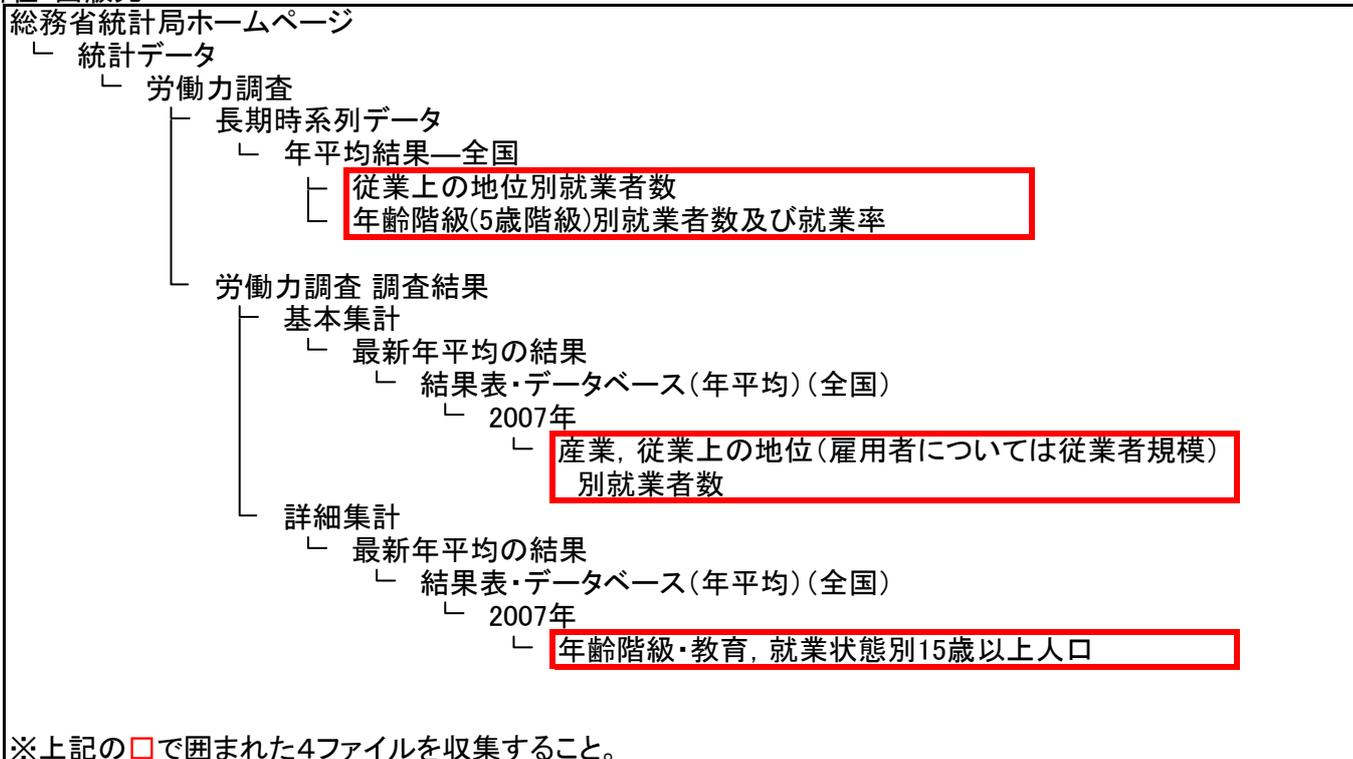 総務省統計局ホームページ
└ 統計データ
└ 労働力調査
├ 長期時系列データ
└ 年平均結果―全国
├ 従業上の地位別就業者数
└ 年齢階級(5歳階級)別就業者数及び就業率
└ 労働力調査 調査結果
├ 基本集計
└ 最新年平均の結果
└ 結果表・データベース（年平均）（全国）
└ 2007年
└ 産業，従業上の地位（雇用者については従業者規模）
別就業者数
└ 詳細集計
└ 最新年平均の結果
└ 結果表・データベース（年平均）（全国）
└ 2007年
└ 年齢階級・教育，就業状態別15歳以上人口
※上記の□で囲まれた4ファイルを収集すること。